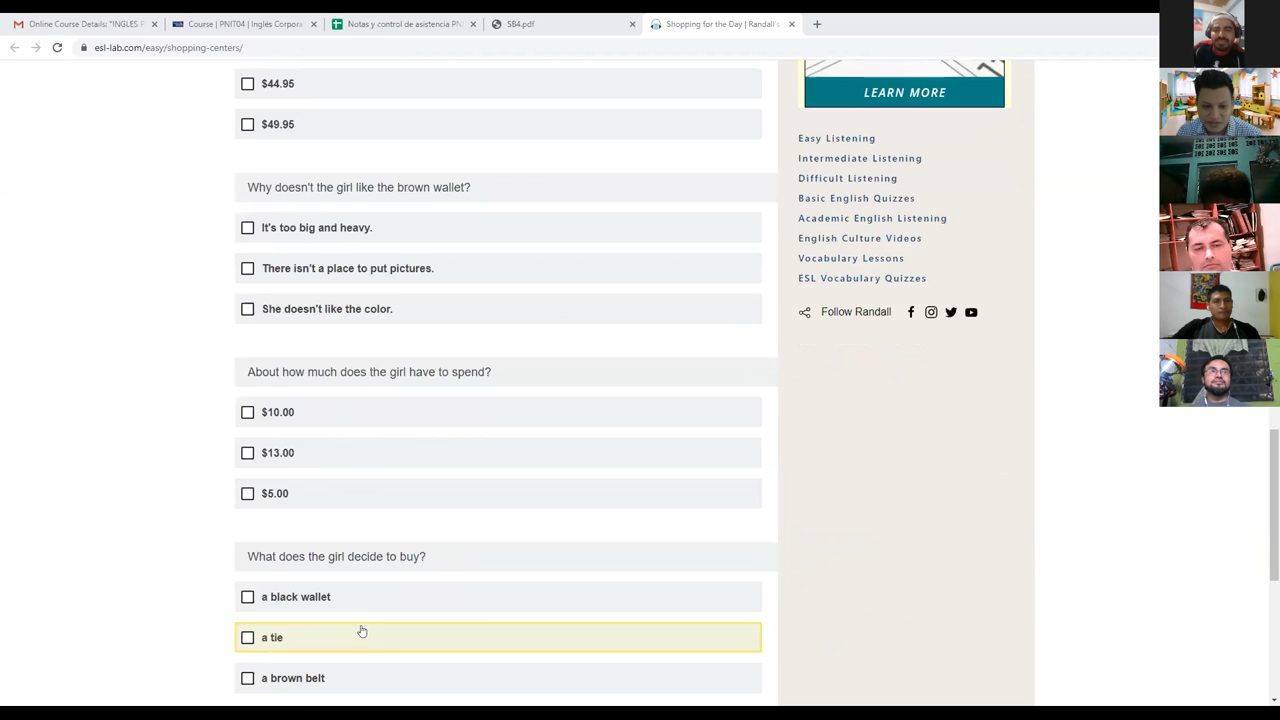 Online Course Details: "INGLES P
Course | PNIT04 | Inglés Corpor
Notas y control de asistencia PNI
SB4.pdf
Shopping for the Day | Randall's
esl-lab.com/easy/shopping-centers/
$44.95
$49.95
Why doesn't the girl like the brown wallet?
It's too big and heavy.
There isn't a place to put pictures.
She doesn't like the color.
About how much does the girl have to spend?
$10.00
$13.00
$5.00
What does the girl decide to buy?
a black wallet
a tie
a brown belt
LEARN MORE
Easy Listening
Intermediate Listening
Difficult Listening
Basic English Quizzes
Academic English Listening
English Culture Videos
Vocabulary Lessons
ESL Vocabulary Quizzes
Follow Randall